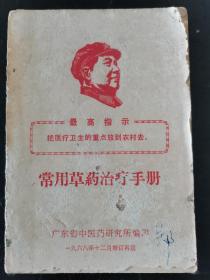 最高指示
把医疗卫生的重点放到农村去。
常用草药治疗手册
广东省中医药研究所编印
一九六八年十二月修订再版